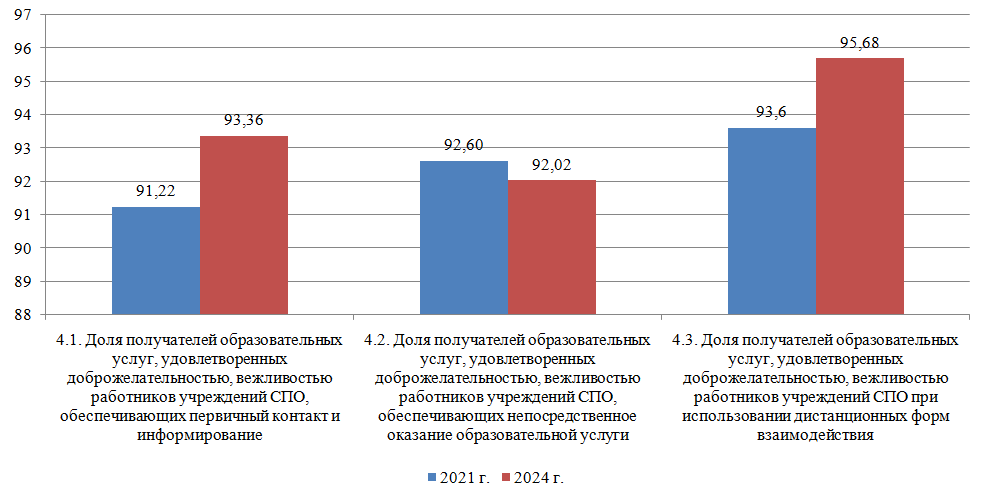 97
96
95
94
93
92
91
90
89
88
91,22
93,36
92,60
92,02
93,6
95,68
4.1. Доля получателей образовательных
услуг, удовлетворенных
доброжелательностью, вежливостью
работников учреждений СПО,
обеспечивающих первичный контакт и
информирование
4.2. Доля получателей образовательных
услуг, удовлетворенных
доброжелательностью, вежливостью
работников учреждений СПО,
обеспечивающих непосредственное
оказание образовательной услуги
4.3. Доля получателей образовательных
услуг, удовлетворенных
доброжелательностью, вежливостью
работников учреждений СПО при
использовании дистанционных форм
взаимодействия
2021 г.
2024 г.